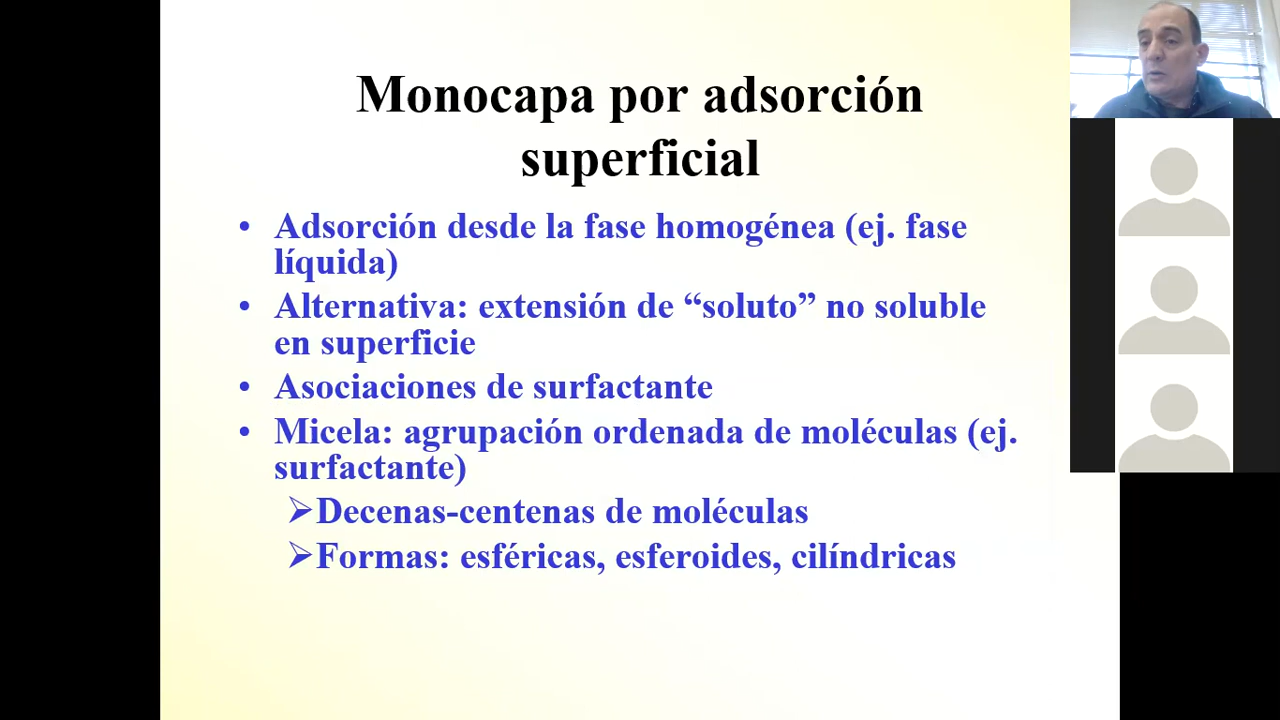 Monocapa por adsorción
superficial
• Adsorción desde la fase homogénea (ej. fase
líquida)
• Alternativa: extensión de “soluto” no soluble
en superficie
• Asociaciones de surfactante
• Micela: agrupación ordenada de moléculas (ej.
surfactante)
➢Decenas-centenas de moléculas
➢Formas: esféricas, esferoides, cilíndricas